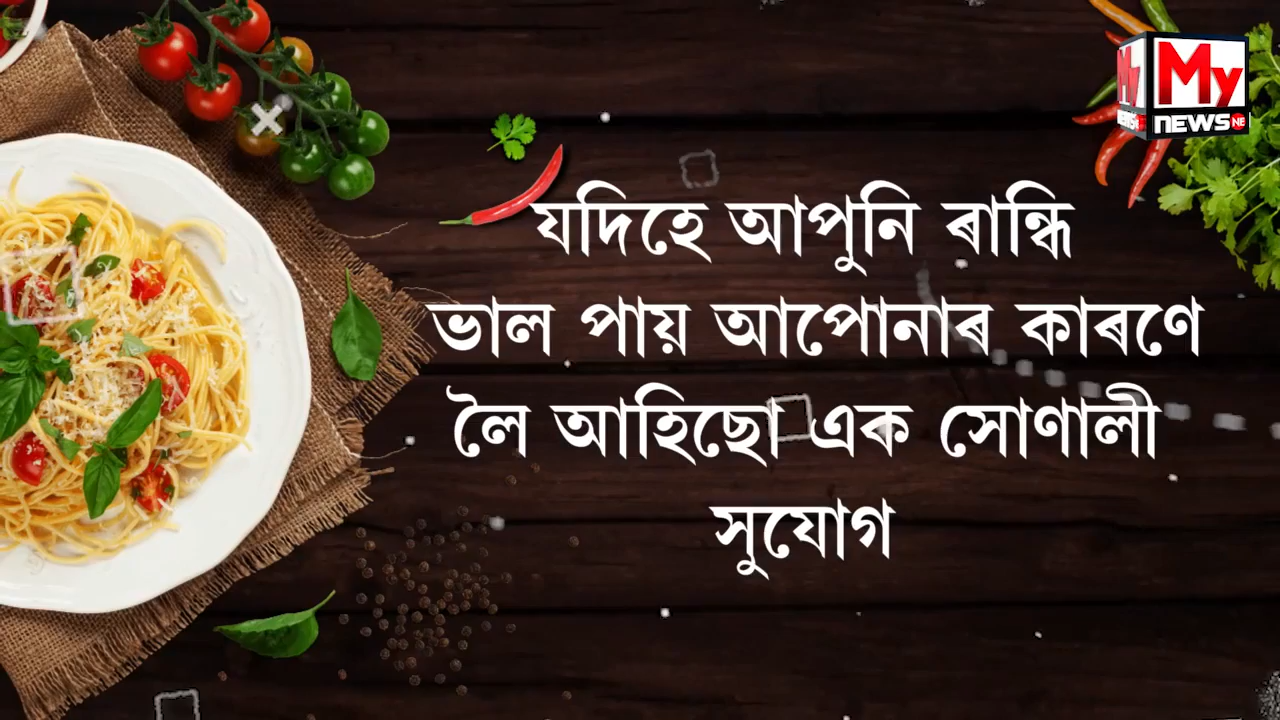 My
NEWS NE
যদিহে আপুনি ৰান্ধি
ভাল পায় আপোনাৰ কাৰণে
লৈ আহিছো এক সোণালী
সুযোগ